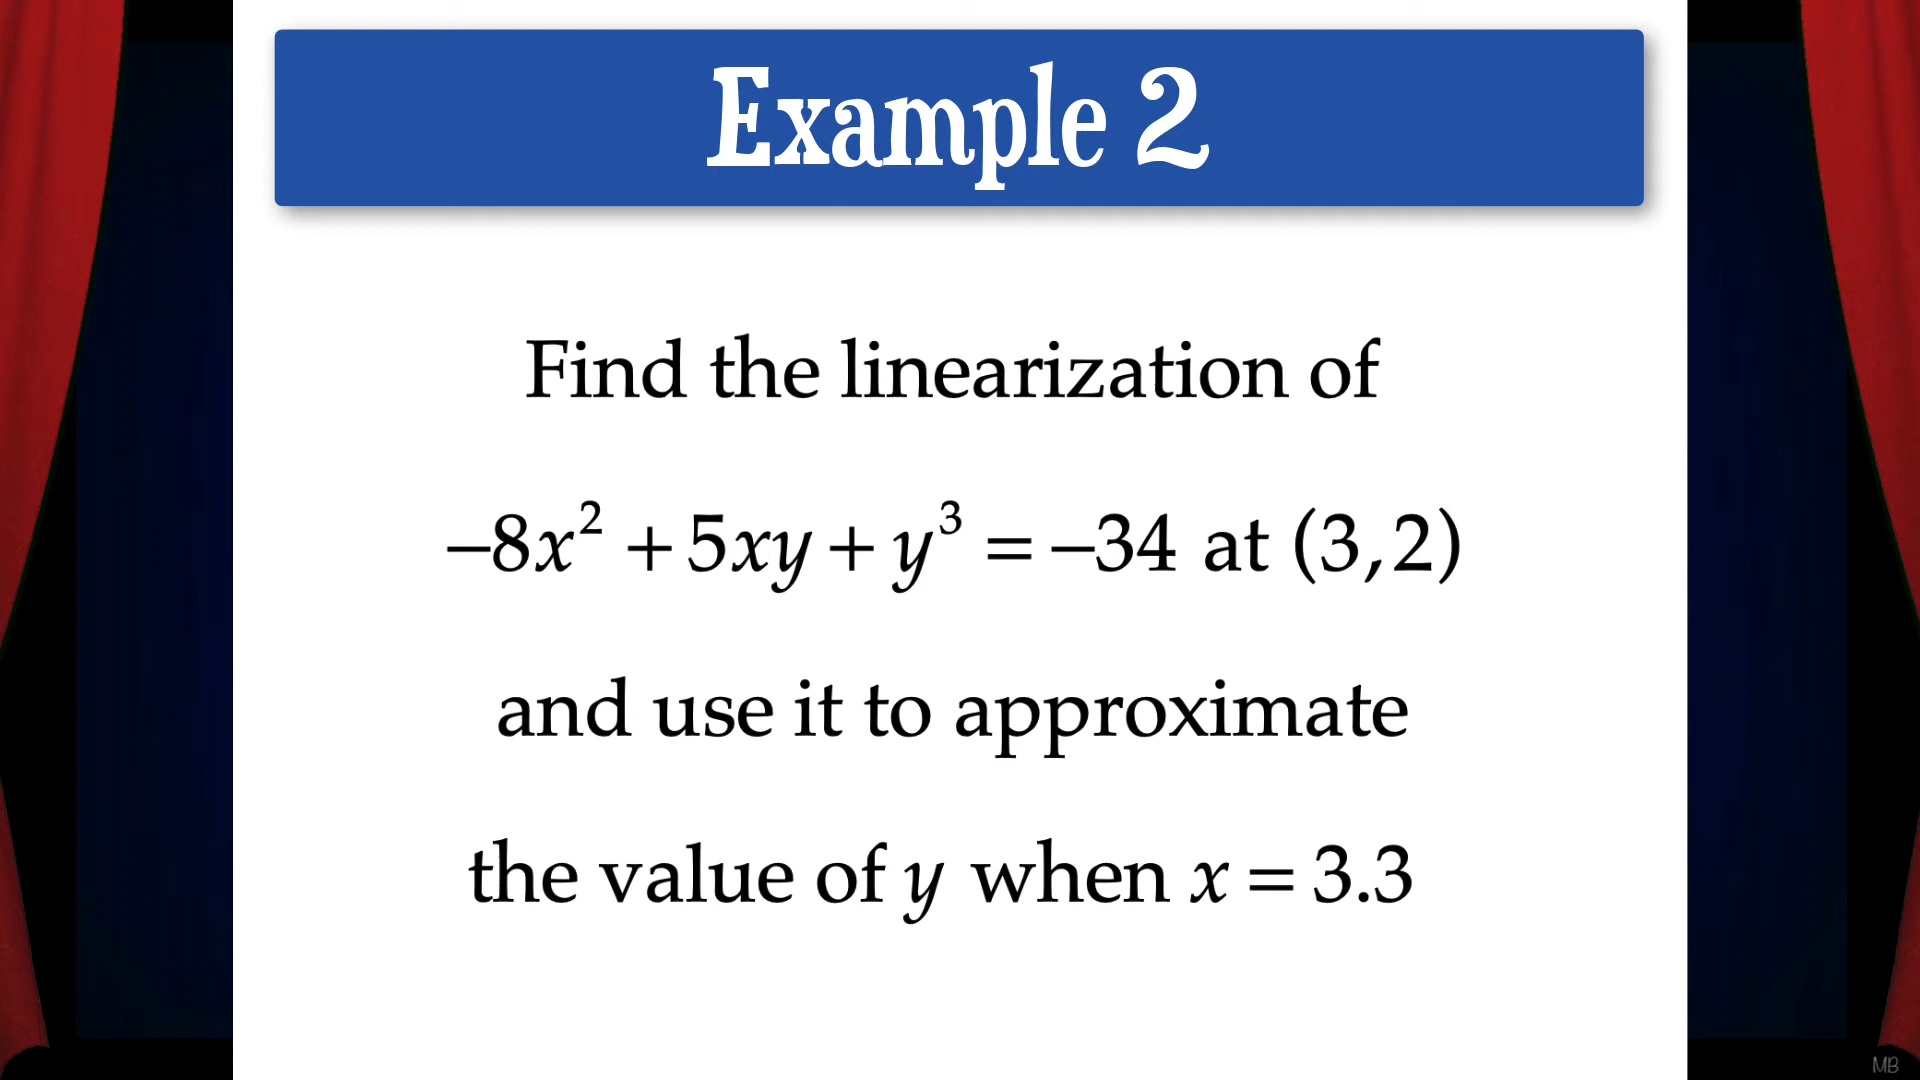 Example 2
Find the linearization of
–8x² + 5xy + y³ = –34 at (3,2)
and use it to approximate
the value of y when x = 3.3
MB